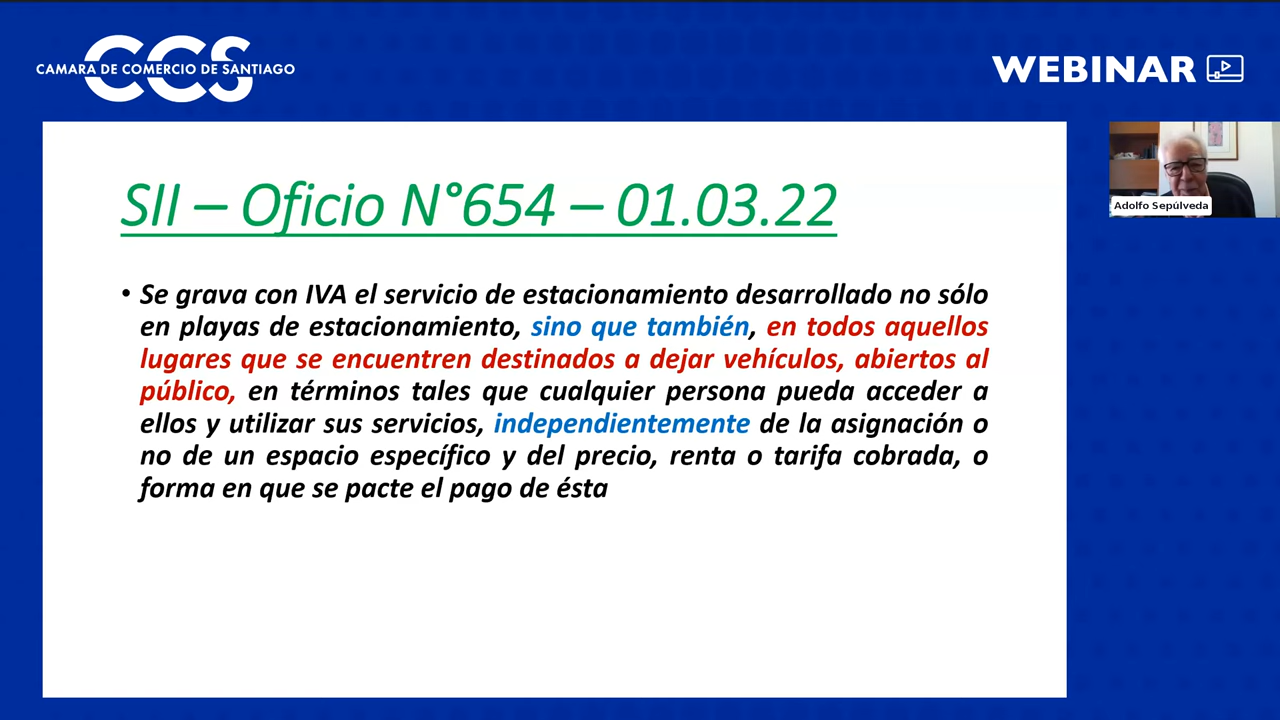 CCS
CAMARA DE COMERCIO DE SANTIAGO
WEBINAR
SII – Oficio N°654 – 01.03.22
• Se grava con IVA el servicio de estacionamiento desarrollado no sólo
en playas de estacionamiento, sino que también, en todos aquellos
lugares que se encuentren destinados a dejar vehículos, abiertos al
público, en términos tales que cualquier persona pueda acceder a
ellos y utilizar sus servicios, independientemente de la asignación o
no de un espacio específico y del precio, renta o tarifa cobrada, o
forma en que se pacte el pago de ésta
Adolfo Sepúlveda